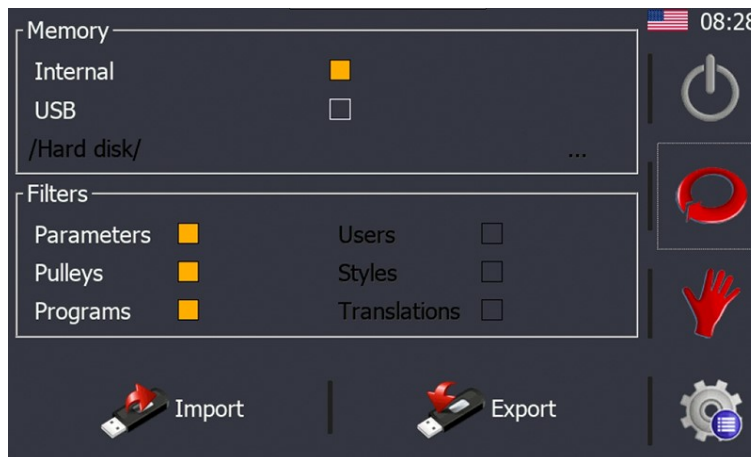 Memory
08:28
Internal
USB
/Hard disk/ ...
Filters
Parameters Users
Pulleys Styles
Programs Translations
Import Export